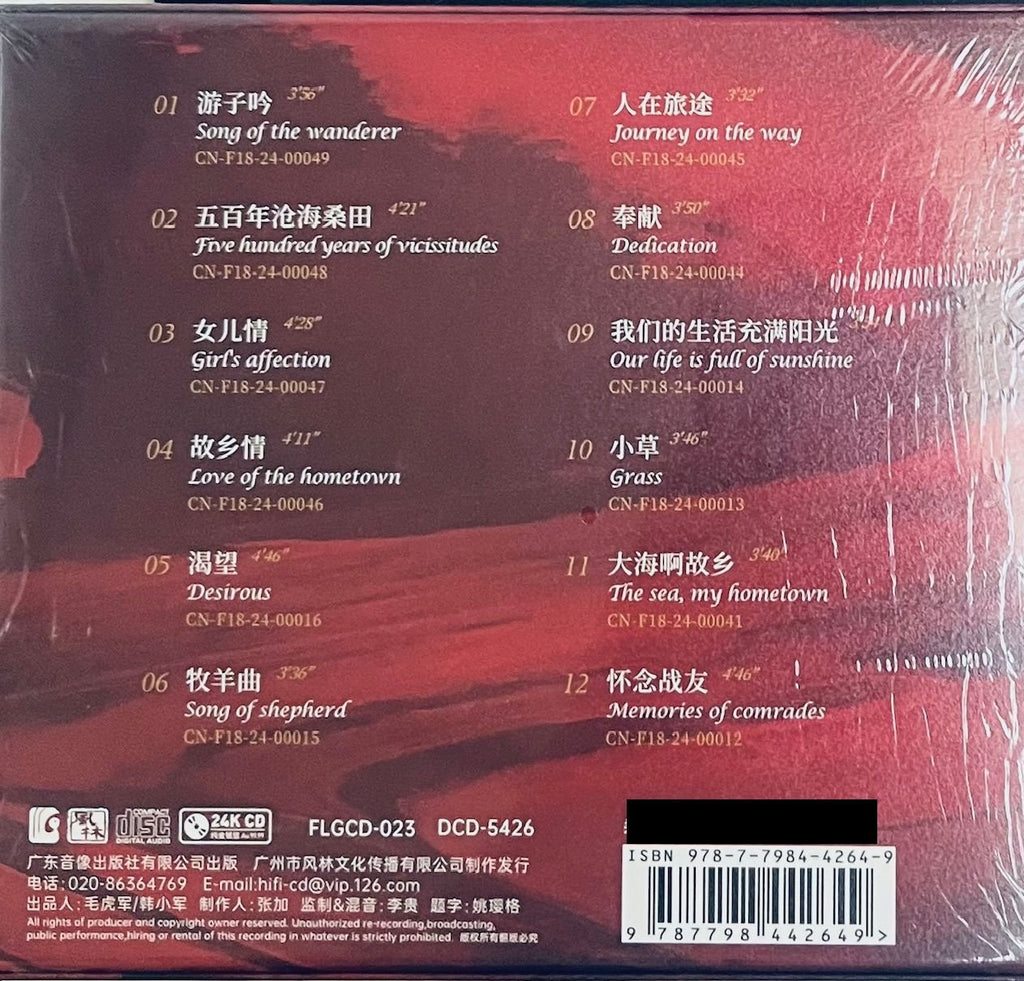 01 游子吟 3'56"
Song of the wanderer
CN-F18-24-00049
02 五百年沧海桑田 4'21"
Five hundred years of vicissitudes
CN-F18-24-00048
03 女儿情 4'28"
Girl's affection
CN-F18-24-00047
04 故乡情 4'11"
Love of the hometown
CN-F18-24-00046
05 渴望 4'46"
Desirous
CN-F18-24-00016
06 牧羊曲 3'36"
Song of shepherd
CN-F18-24-00015
07 人在旅途 3'32"
Journey on the way
CN-F18-24-00045
08 奉献 3'50"
Dedication
CN-F18-24-00044
09 我们的生活充满阳光
Our life is full of sunshine
CN-F18-24-00014
10 小草 3'46"
Grass
CN-F18-24-00013
11 大海啊故乡 3'40"
The sea, my hometown
CN-F18-24-00041
12 怀念战友 4'46"
Memories of comrades
CN-F18-24-00012
風林 COMPACT disc DIGITAL AUDIO 24K CD FLGCD-023 DCD-5426
广东音像出版社有限公司出版 广州市风林文化传播有限公司制作发行
电话:020-86364769 E-mail:hifi-cd@vip.126.com
出品人:毛虎军/韩小军 制作人:张加 监制&混音:李贵 题字:姚璎格
All rights of producer and copyright owner reserved. Unauthorized re-recording,broadcasting,
public performance,hiring or rental of this recording in whatever is strictly prohibited. 版权所有翻版必究
ISBN 978-7-7984-4264-9
9 787798 442649 >